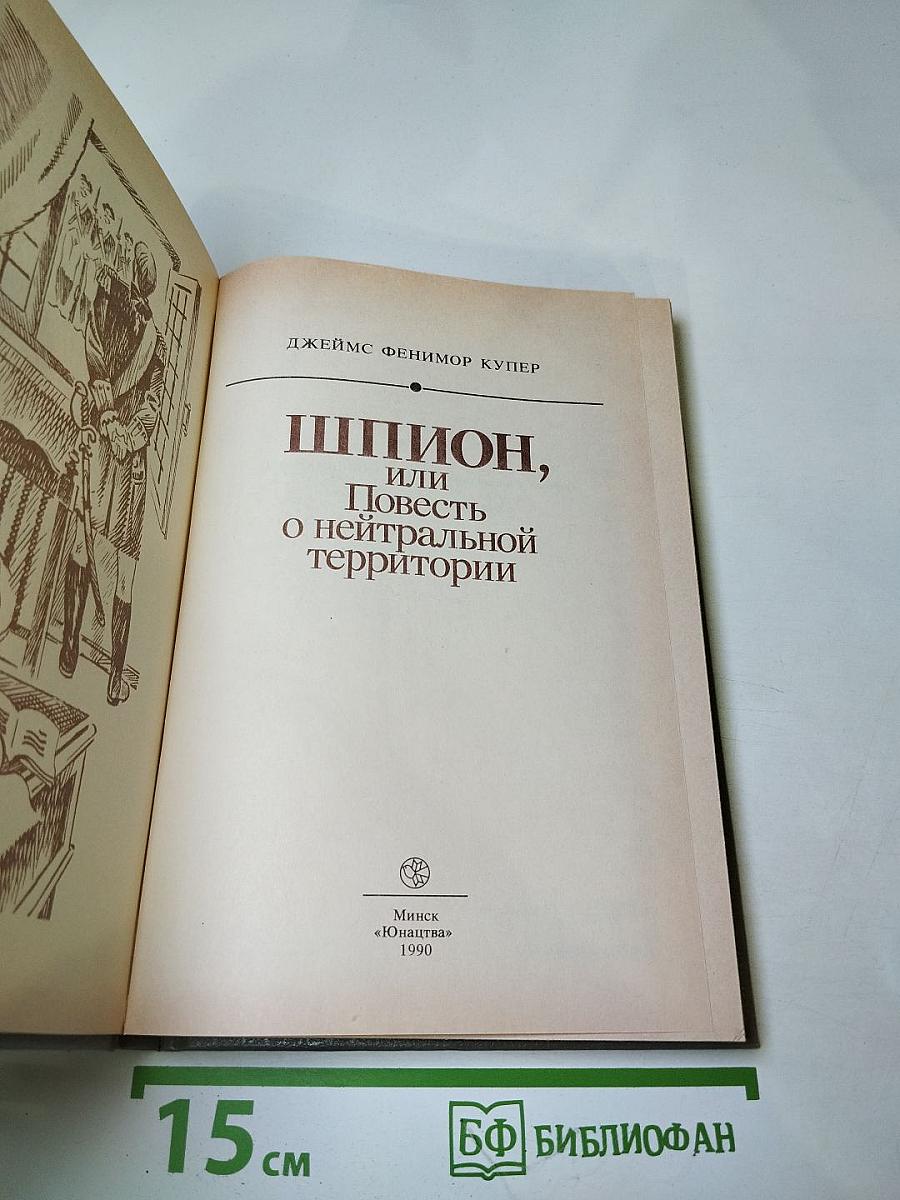 ДЖЕЙМС ФЕНИМОР КУПЕР
ШПИОН,
или
Повесть
о нейтральной
территории
Минск
«Юнацтва»
1990
15 см
БФ БИБЛИОФАН